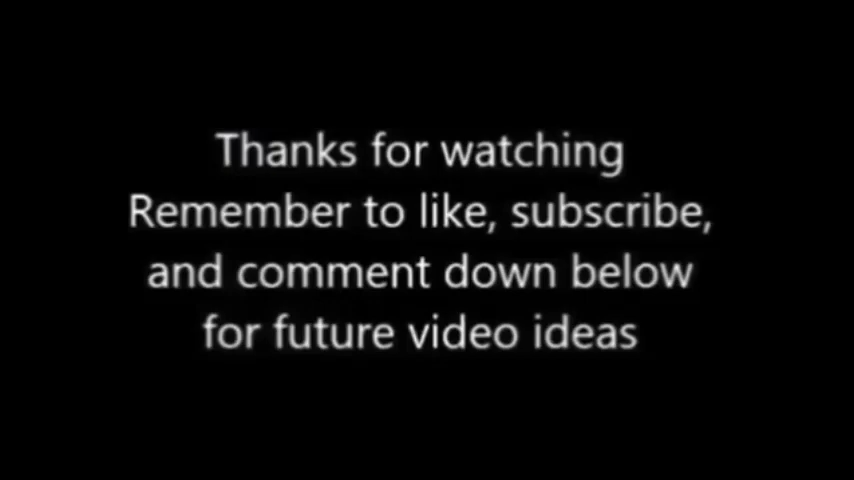 Thanks for watching
Remember to like, subscribe,
and comment down below
for future video ideas